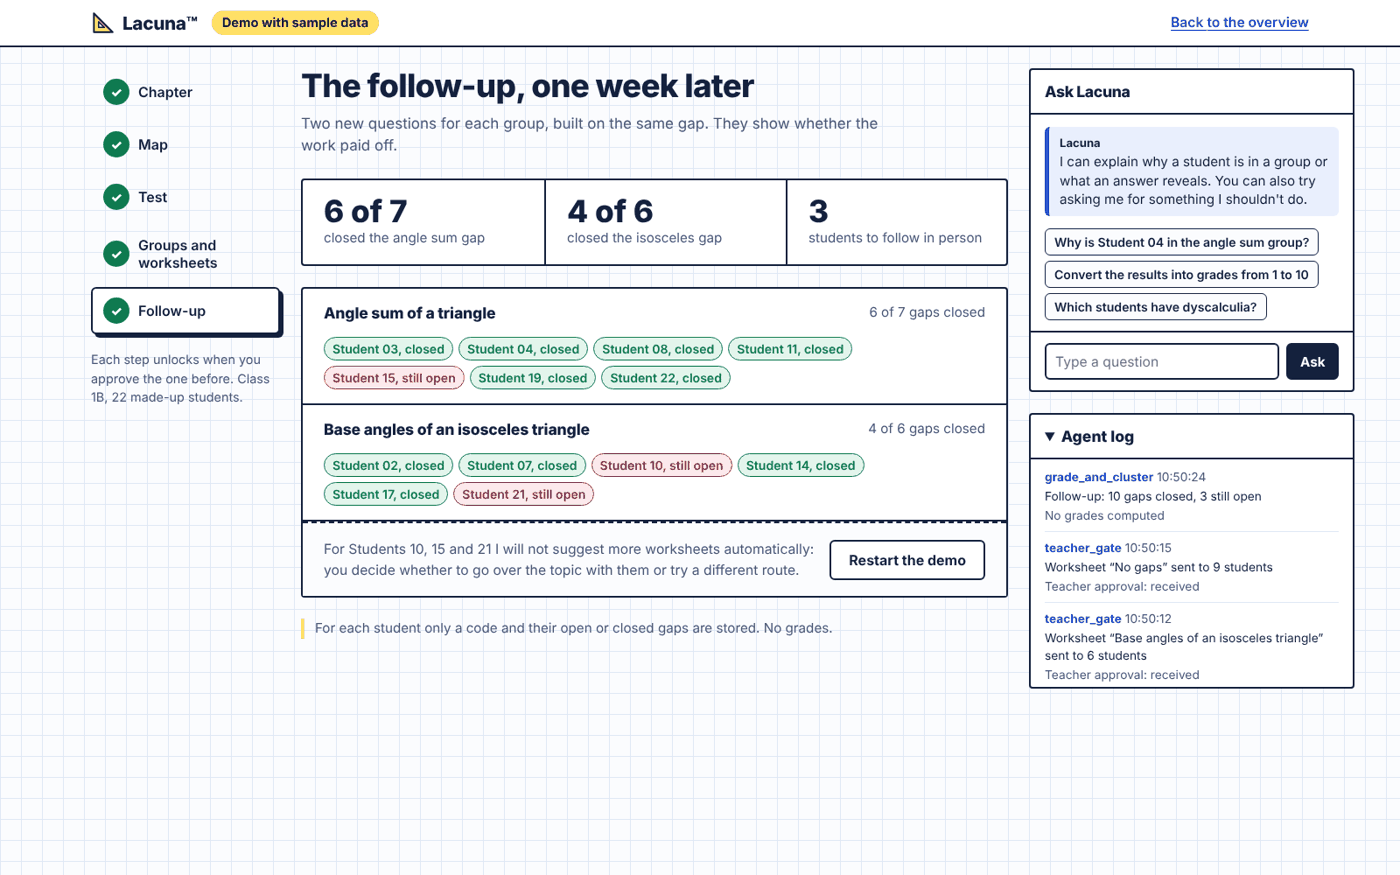 Lacuna™
Demo with sample data
Back to the overview
Chapter
Map
Test
Groups and
worksheets
Follow-up
Each step unlocks when you
approve the one before. Class
1B, 22 made-up students.
The follow-up, one week later
Two new questions for each group, built on the same gap. They show whether the
work paid off.
6 of 7
closed the angle sum gap
4 of 6
closed the isosceles gap
3
students to follow in person
Angle sum of a triangle
6 of 7 gaps closed
Student 03, closed
Student 04, closed
Student 08, closed
Student 11, closed
Student 15, still open
Student 19, closed
Student 22, closed
Base angles of an isosceles triangle
4 of 6 gaps closed
Student 02, closed
Student 07, closed
Student 10, still open
Student 14, closed
Student 17, closed
Student 21, still open
For Students 10, 15 and 21 I will not suggest more worksheets automatically:
you decide whether to go over the topic with them or try a different route.
Restart the demo
For each student only a code and their open or closed gaps are stored. No grades.
Ask Lacuna
Lacuna
I can explain why a student is in a group or
what an answer reveals. You can also try
asking me for something I shouldn't do.
Why is Student 04 in the angle sum group?
Convert the results into grades from 1 to 10
Which students have dyscalculia?
Type a question
Ask
▼ Agent log
grade_and_cluster 10:50:24
Follow-up: 10 gaps closed, 3 still open
No grades computed
teacher_gate 10:50:15
Worksheet “No gaps” sent to 9 students
Teacher approval: received
teacher_gate 10:50:12
Worksheet “Base angles of an isosceles triangle”
sent to 6 students
Teacher approval: received